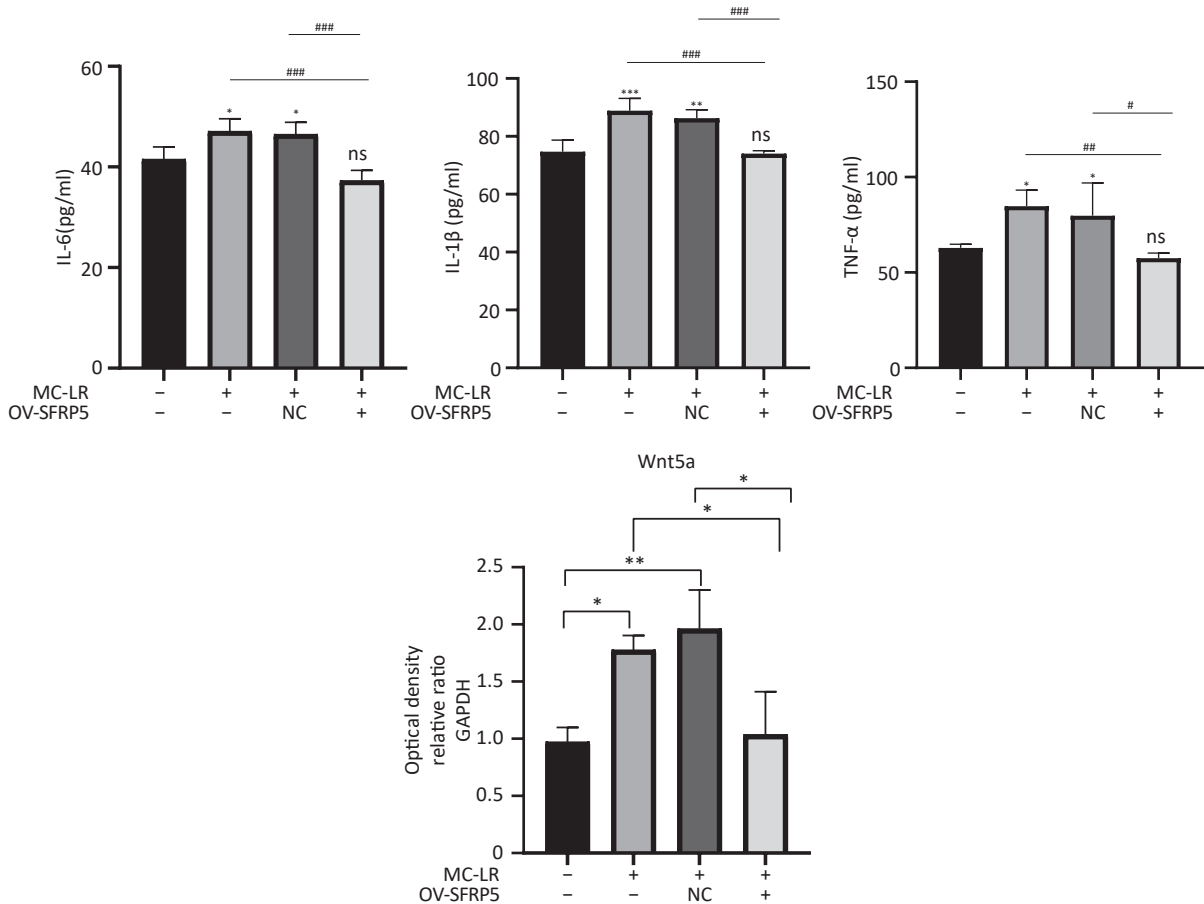 ###
###
60
40
20
0
IL-6(pg/ml)
*
*
ns
MC-LR − + + +
OV-SFRP5 − − NC +
###
###
100
80
60
40
20
0
IL-1β (pg/ml)
***
**
ns
MC-LR − + + +
OV-SFRP5 − − NC +
#
##
150
100
50
0
TNF-α (pg/ml)
*
*
ns
MC-LR − + + +
OV-SFRP5 − − NC +
Wnt5a
*
*
**
*
2.5
2.0
1.5
1.0
0.5
0
Optical density
relative ratio
GAPDH
MC-LR − + + +
OV-SFRP5 − − NC +